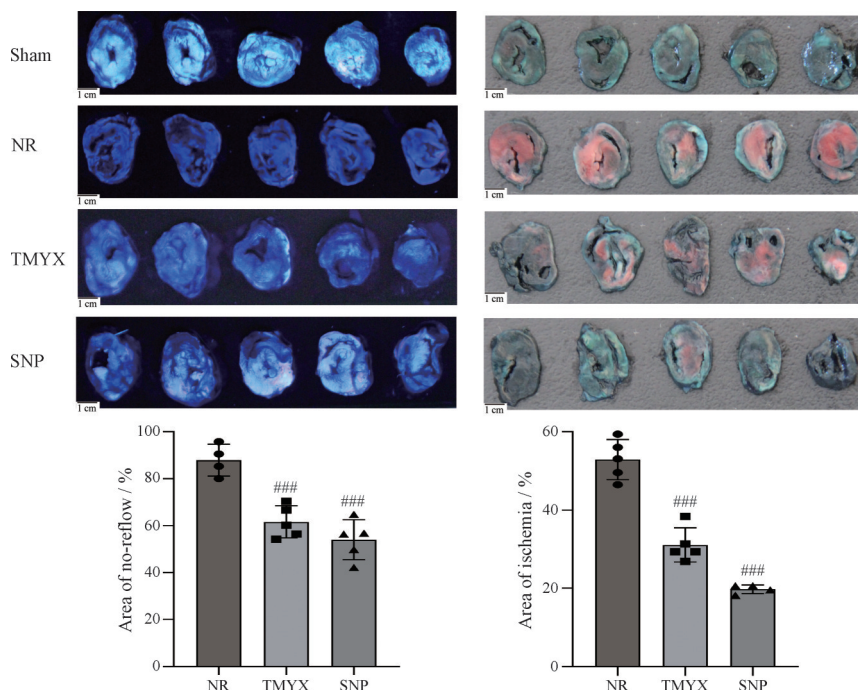 Sham
1 cm
1 cm
NR
1 cm
1 cm
TMYX
1 cm
1 cm
SNP
1 cm
1 cm
Area of no-reflow / %
100
80
60
40
20
0
###
###
NR TMYX SNP
Area of ischemia / %
60
40
20
0
###
###
NR TMYX SNP